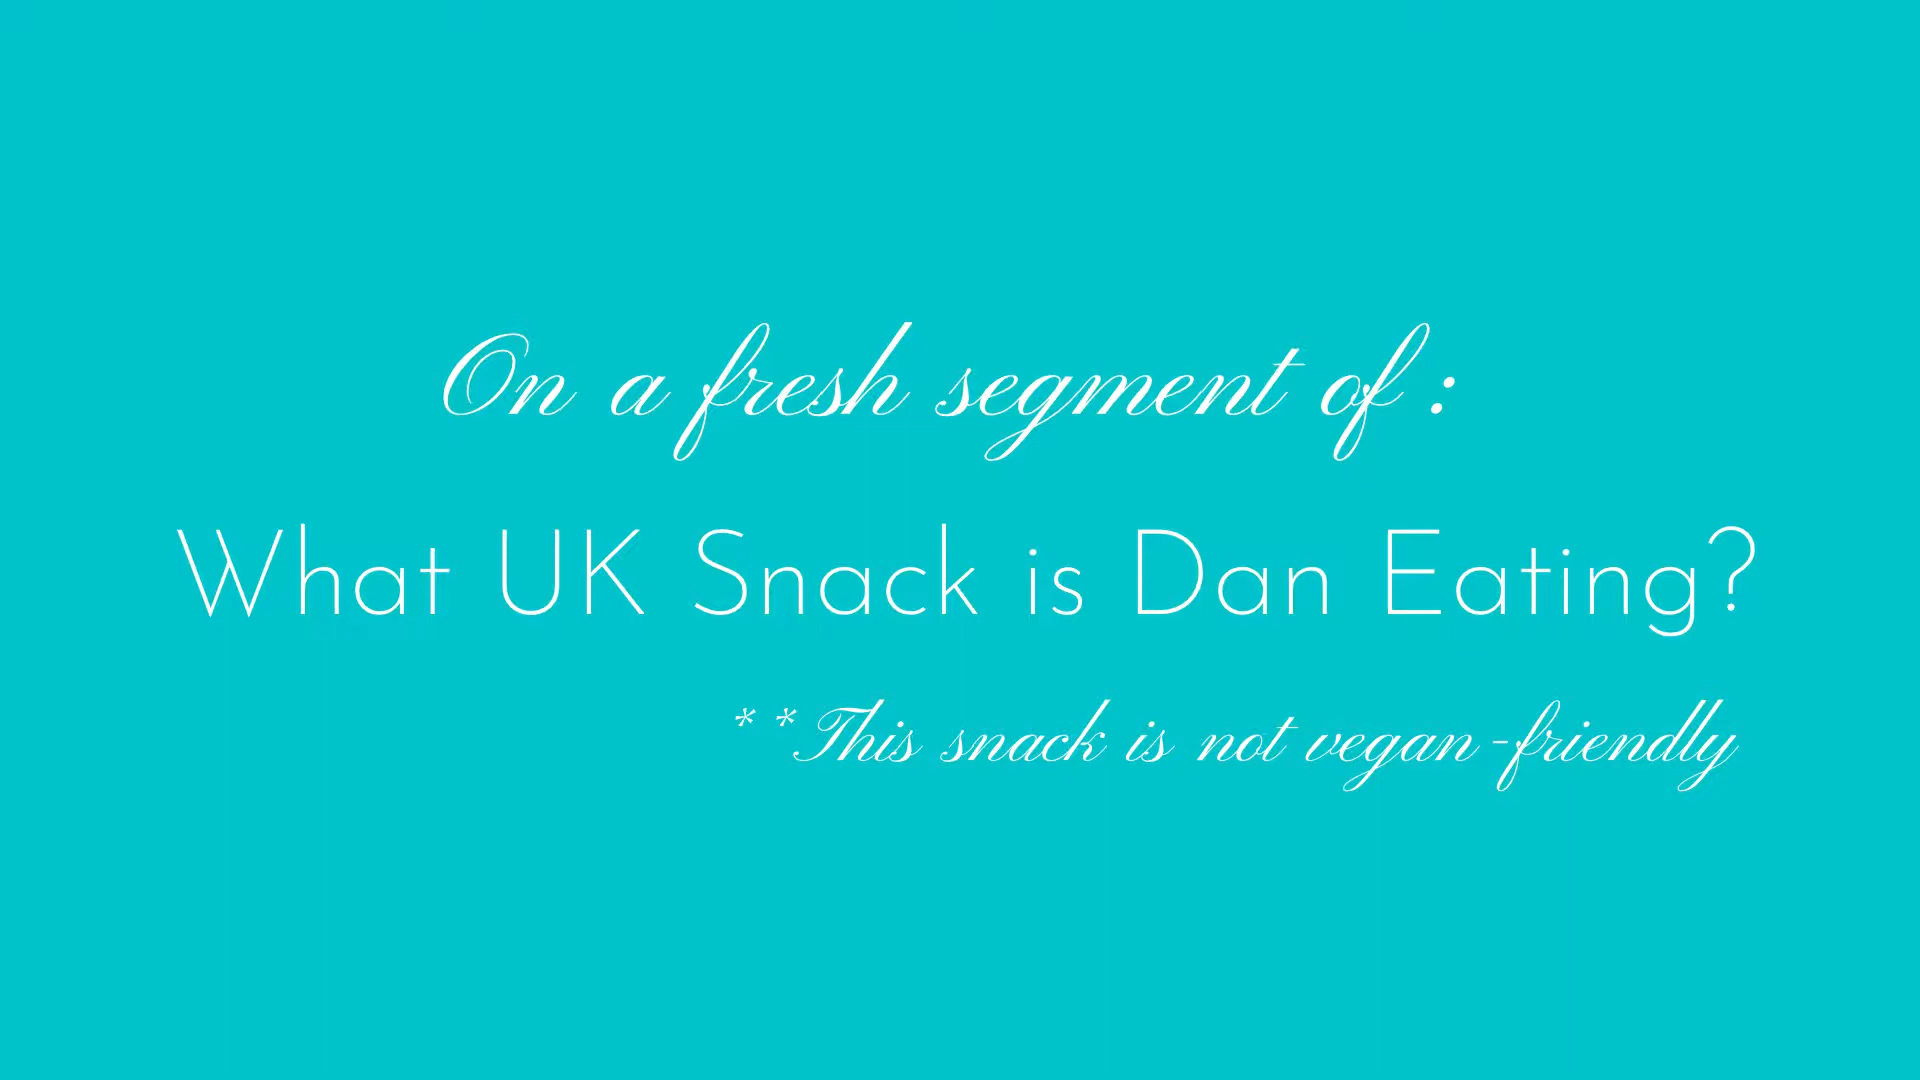 On a fresh segment of:
What UK Snack is Dan Eating?
**This snack is not vegan-friendly